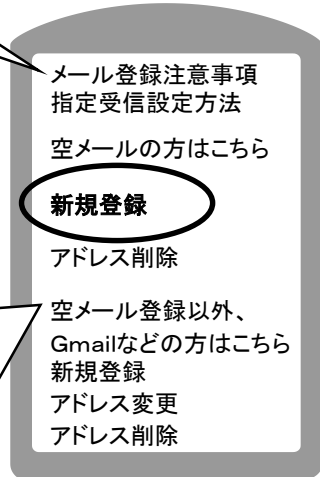 メール登録注意事項
指定受信設定方法
空メールの方はこちら
新規登録
アドレス削除
空メール登録以外、
Gmailなどの方はこちら
新規登録
アドレス変更
アドレス削除